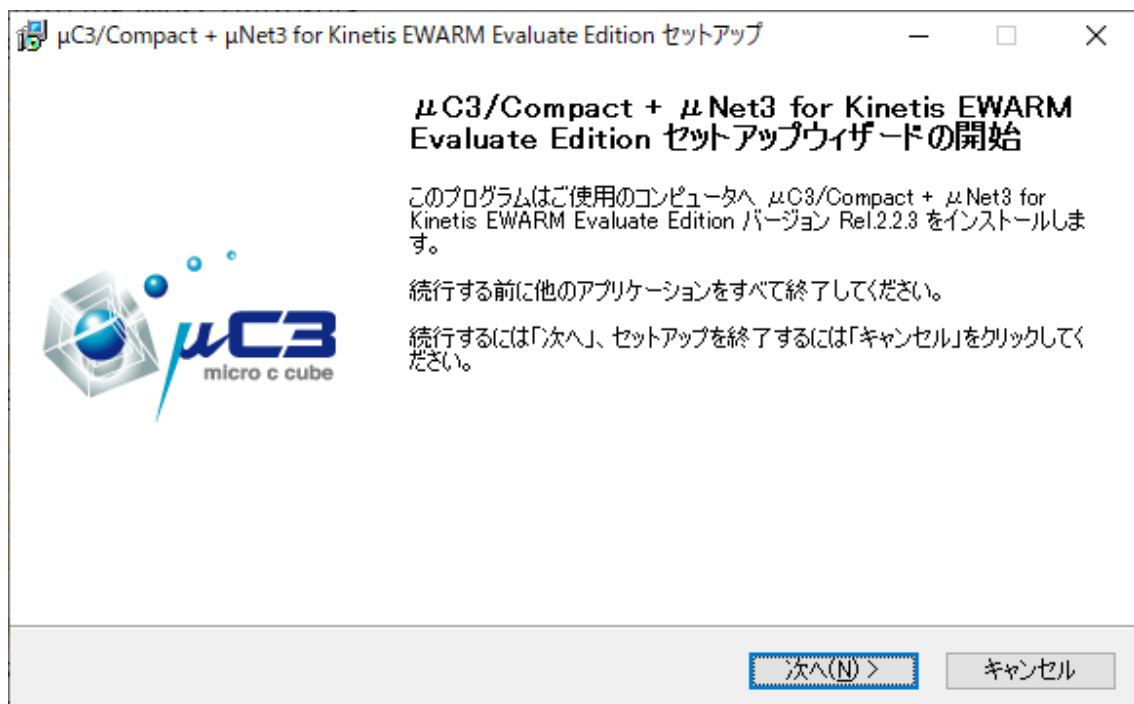 μC3/Compact + μNet3 for Kinetis EWARM Evaluate Edition セットアップ
μC3/Compact + μNet3 for Kinetis EWARM
Evaluate Edition セットアップウィザードの開始
このプログラムはご使用のコンピュータへ μC3/Compact + μNet3 for
Kinetis EWARM Evaluate Edition バージョン Rel.2.2.3 をインストールしま
す。
続行する前に他のアプリケーションをすべて終了してください。
続行するには「次へ」、セットアップを終了するには「キャンセル」をクリックしてく
ださい。
μC3
micro c cube
次へ(N) >
キャンセル